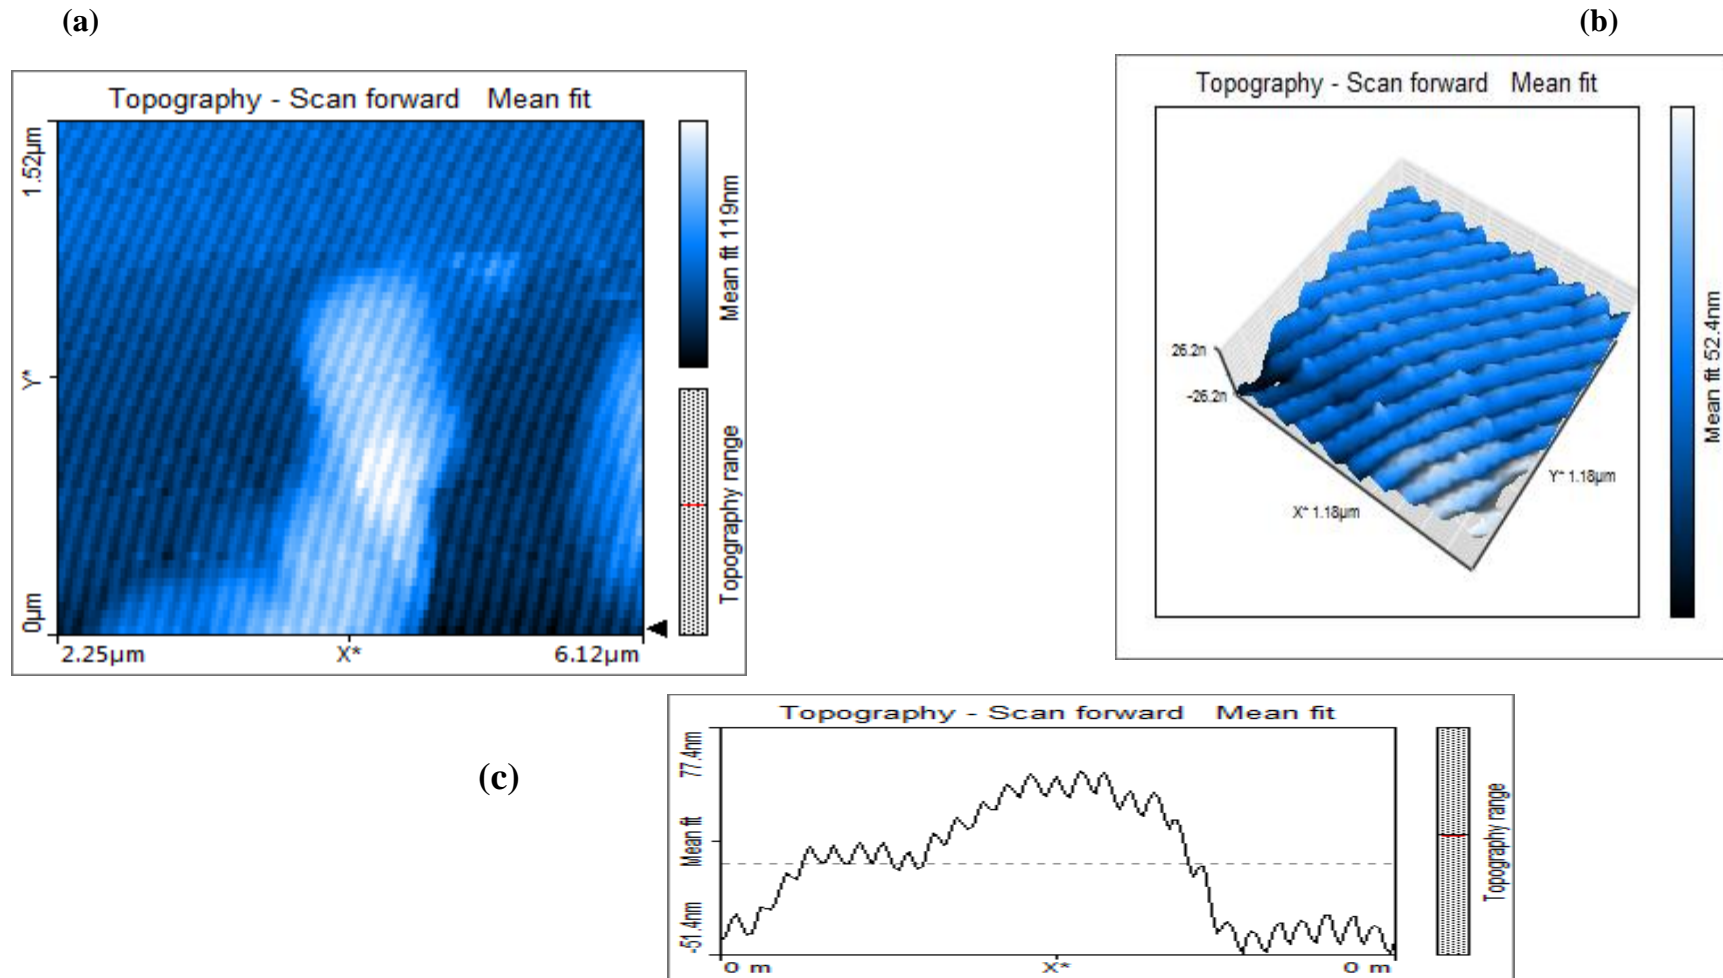 (a)
Topography - Scan forward Mean fit
1.52µm
Y*
0µm
2.25µm X* 6.12µm
Mean fit 119nm
Topography range
(b)
Topography - Scan forward Mean fit
26.2n
-26.2n
X* 1.18µm
Y* 1.18µm
Mean fit 52.4nm
(c)
Topography - Scan forward Mean fit
77.4nm
Mean fit
-51.4nm
0 m X* 0 m
Topography range